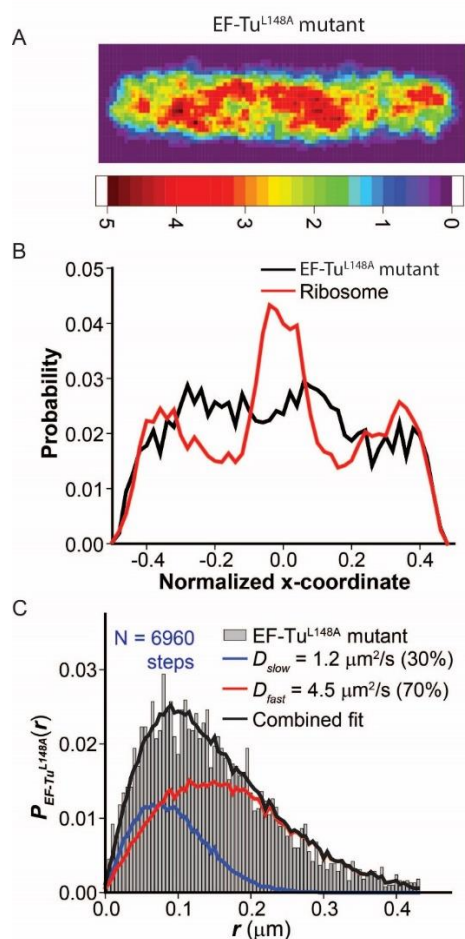 EF-Tu^L148A mutant
A
5 4 3 2 1 0
B
0.05
EF-Tu^L148A mutant
Ribosome
0.04
0.03
0.02
0.01
0.00
Probability
-0.4 -0.2 0.0 0.2 0.4
Normalized x-coordinate
C
N = 6960
steps
EF-Tu^L148A mutant
D_slow = 1.2 μm²/s (30%)
D_fast = 4.5 μm²/s (70%)
Combined fit
0.03
0.02
0.01
0.00
P_EF-Tu^L148A(r)
0.0 0.1 0.2 0.3 0.4
r (μm)